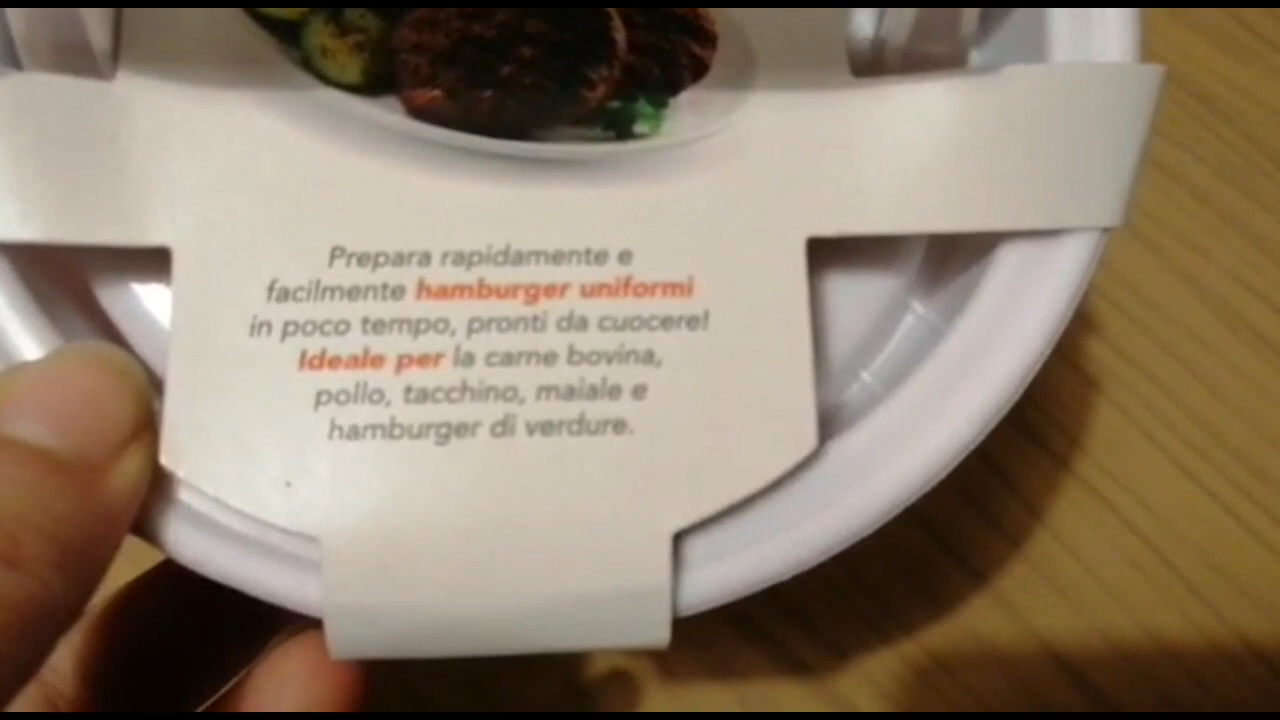 Prepara rapidamente e
facilmente hamburger uniformi
in poco tempo, pronti da cuocere!
Ideale per la carne bovina,
pollo, tacchino, maiale e
hamburger di verdure.